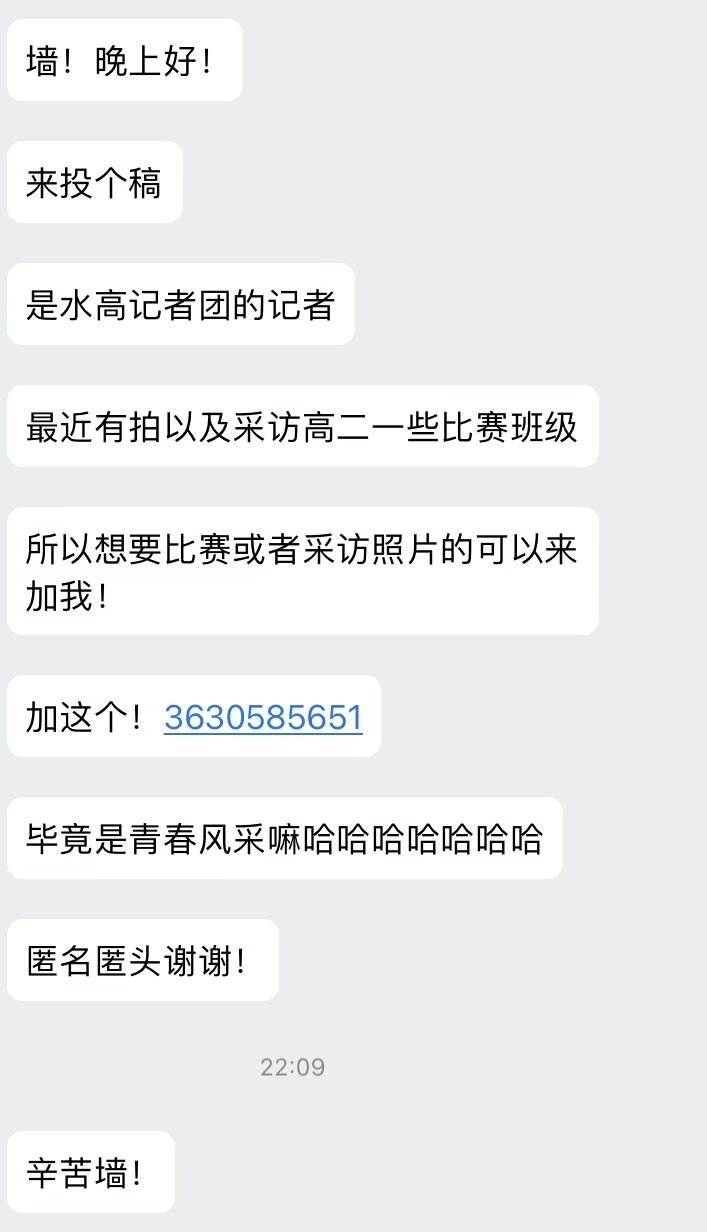 墙！晚上好！
来投个稿
是水高记者团的记者
最近有拍以及采访高二一些比赛班级
所以想要比赛或者采访照片的可以来
加我！
加这个！3630585651
毕竟是青春风采嘛哈哈哈哈哈哈哈
匿名匿头谢谢！
22:09
辛苦墙！